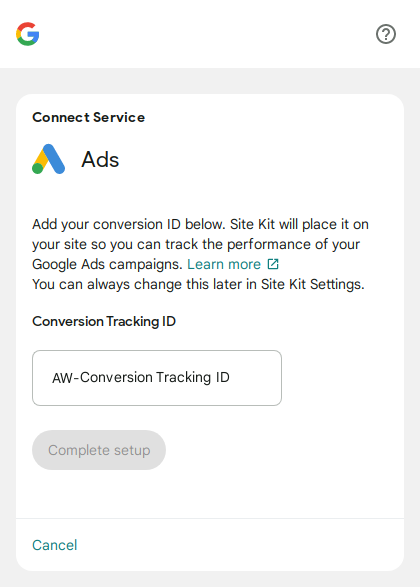 Connect Service
Ads
Add your conversion ID below. Site Kit will place it on
your site so you can track the performance of your
Google Ads campaigns. Learn more
You can always change this later in Site Kit Settings.
Conversion Tracking ID
AW-Conversion Tracking ID
Complete setup
Cancel